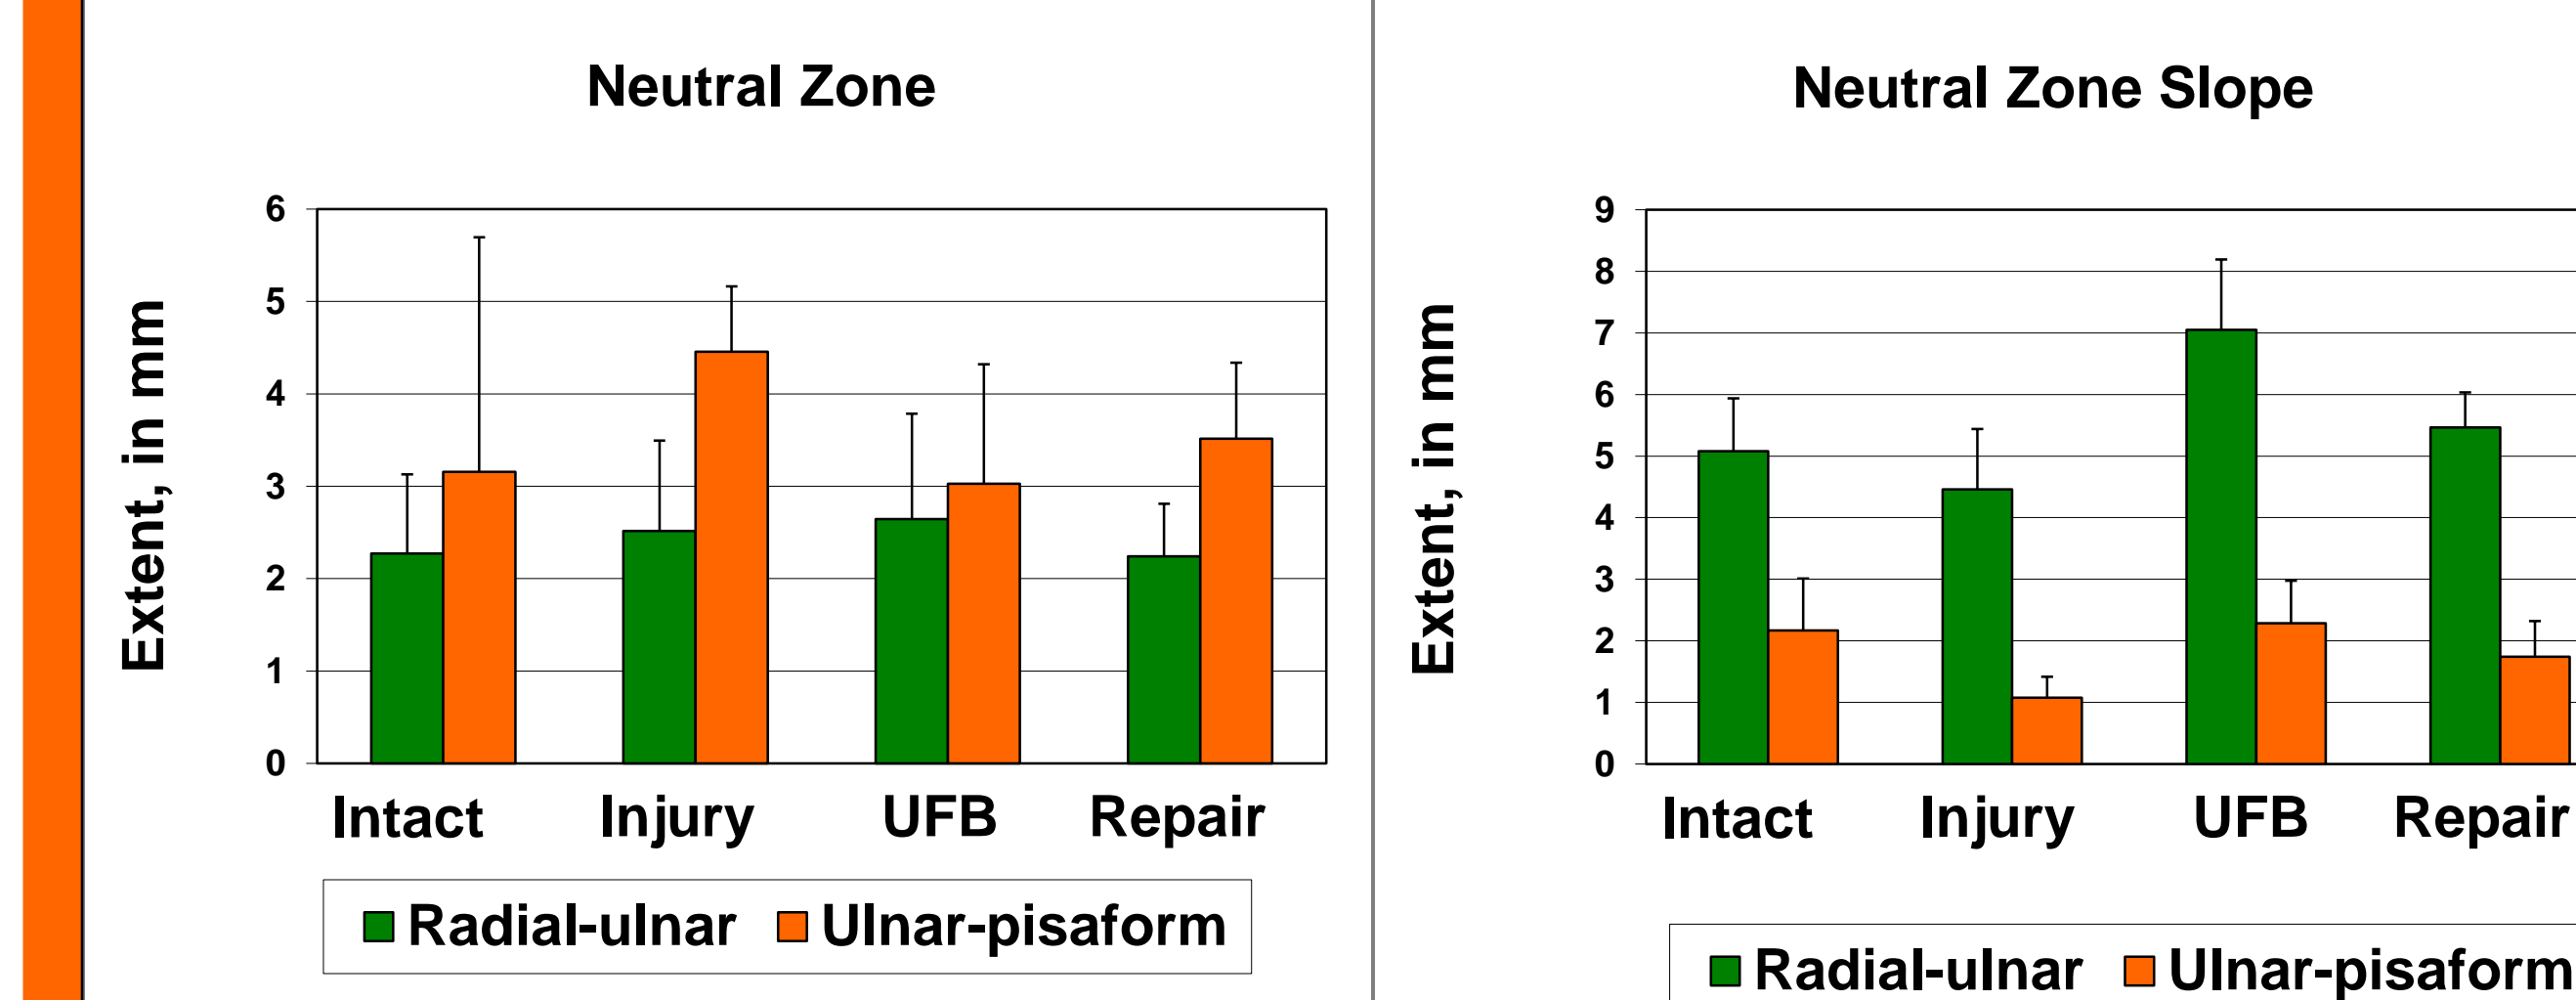 Neutral Zone
Extent, in mm
6
5
4
3
2
1
0
Intact Injury UFB Repair
Radial-ulnar Ulnar-pisaform
Neutral Zone Slope
Extent, in mm
9
8
7
6
5
4
3
2
1
0
Intact Injury UFB Repair
Radial-ulnar Ulnar-pisaform